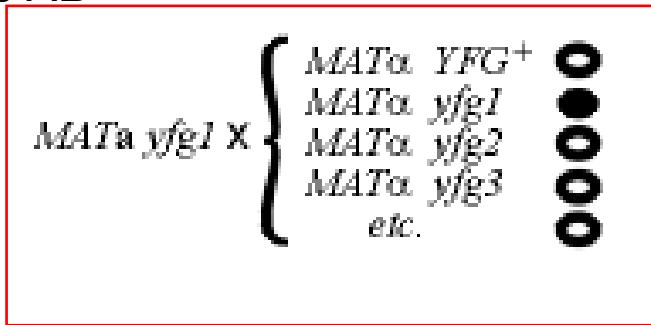 MATα YFG+
MATα yfg1
MATa yfg1 X
MATα yfg2
MATα yfg3
etc.